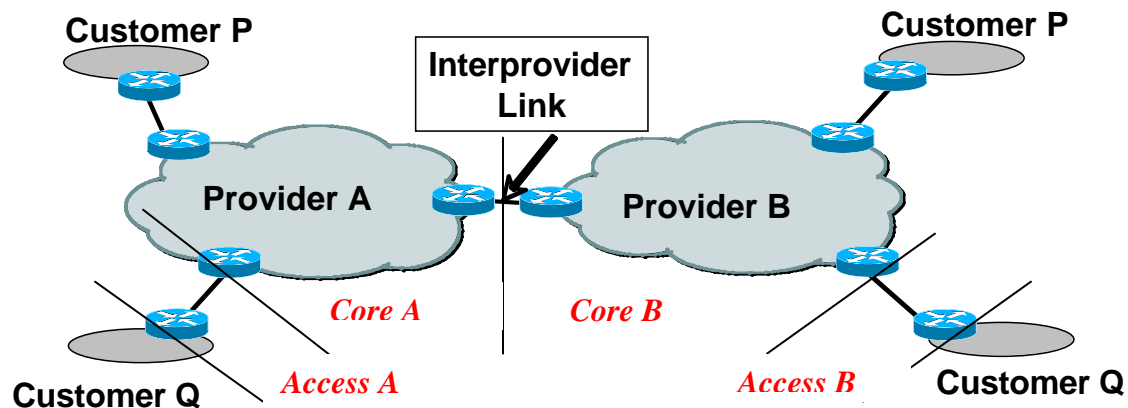 Customer P
Customer P
Interprovider
Link
Provider A
Provider B
Core A
Core B
Access A
Access B
Customer Q
Customer Q